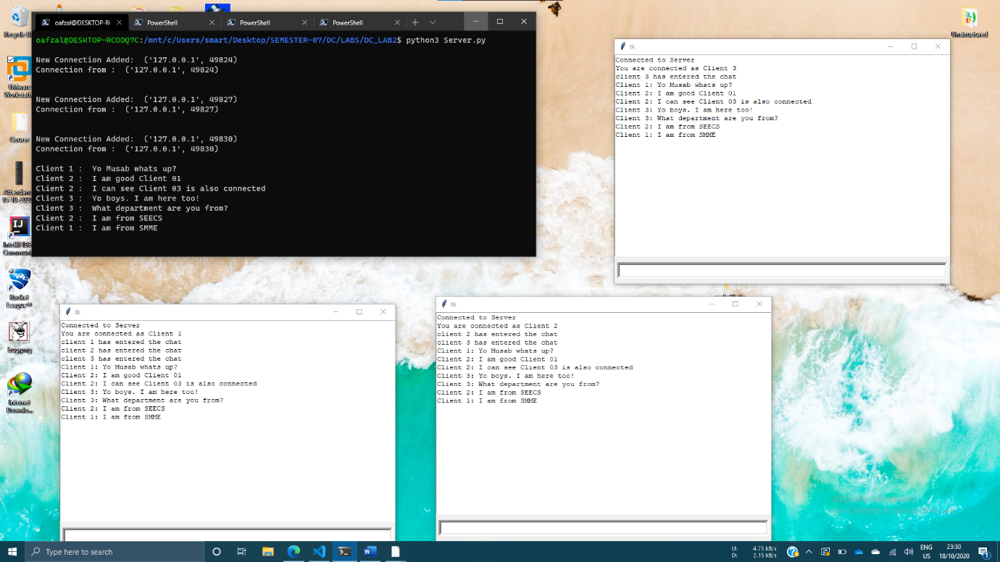 Recycle Bi
VMware
Workstati
Course
Attendanc
18-10-2020
IntelliJ IDE
Communi
Rocket
League®
bug.png
Internet
Downlo...
Unstructured
oafzal@DESKTOP-RC
PowerShell
PowerShell
PowerShell
oafzal@DESKTOP-RCODQ7C:/mnt/c/Users/smart/Desktop/SEMESTER-07/DC/LABS/DC_LAB2$ python3 Server.py
New Connection Added:  ('127.0.0.1', 49824)
Connection from :  ('127.0.0.1', 49824)
New Connection Added:  ('127.0.0.1', 49827)
Connection from :  ('127.0.0.1', 49827)
New Connection Added:  ('127.0.0.1', 49830)
Connection from :  ('127.0.0.1', 49830)
Client 1 :  Yo Musab whats up?
Client 2 :  I am good Client 01
Client 2 :  I can see Client 03 is also connected
Client 3 :  Yo boys. I am here too!
Client 3 :  What department are you from?
Client 2 :  I am from SEECS
Client 1 :  I am from SMME
tk
Connected to Server
You are connected as Client 3
client 3 has entered the chat
Client 1: Yo Musab whats up?
Client 2: I am good Client 01
Client 2: I can see Client 03 is also connected
Client 3: Yo boys. I am here too!
Client 3: What department are you from?
Client 2: I am from SEECS
Client 1: I am from SMME
tk
Connected to Server
You are connected as Client 1
client 1 has entered the chat
client 2 has entered the chat
client 3 has entered the chat
Client 1: Yo Musab whats up?
Client 2: I am good Client 01
Client 2: I can see Client 03 is also connected
Client 3: Yo boys. I am here too!
Client 3: What department are you from?
Client 2: I am from SEECS
Client 1: I am from SMME
tk
Connected to Server
You are connected as Client 2
client 2 has entered the chat
client 3 has entered the chat
Client 1: Yo Musab whats up?
Client 2: I am good Client 01
Client 2: I can see Client 03 is also connected
Client 3: Yo boys. I am here too!
Client 3: What department are you from?
Client 2: I am from SEECS
Client 1: I am from SMME
Activate Windows
Go to Settings to activate Windows.
Type here to search
U: 4.75 kB/s
D: 2.15 kB/s
ENG
US
23:30
18/10/2020
1